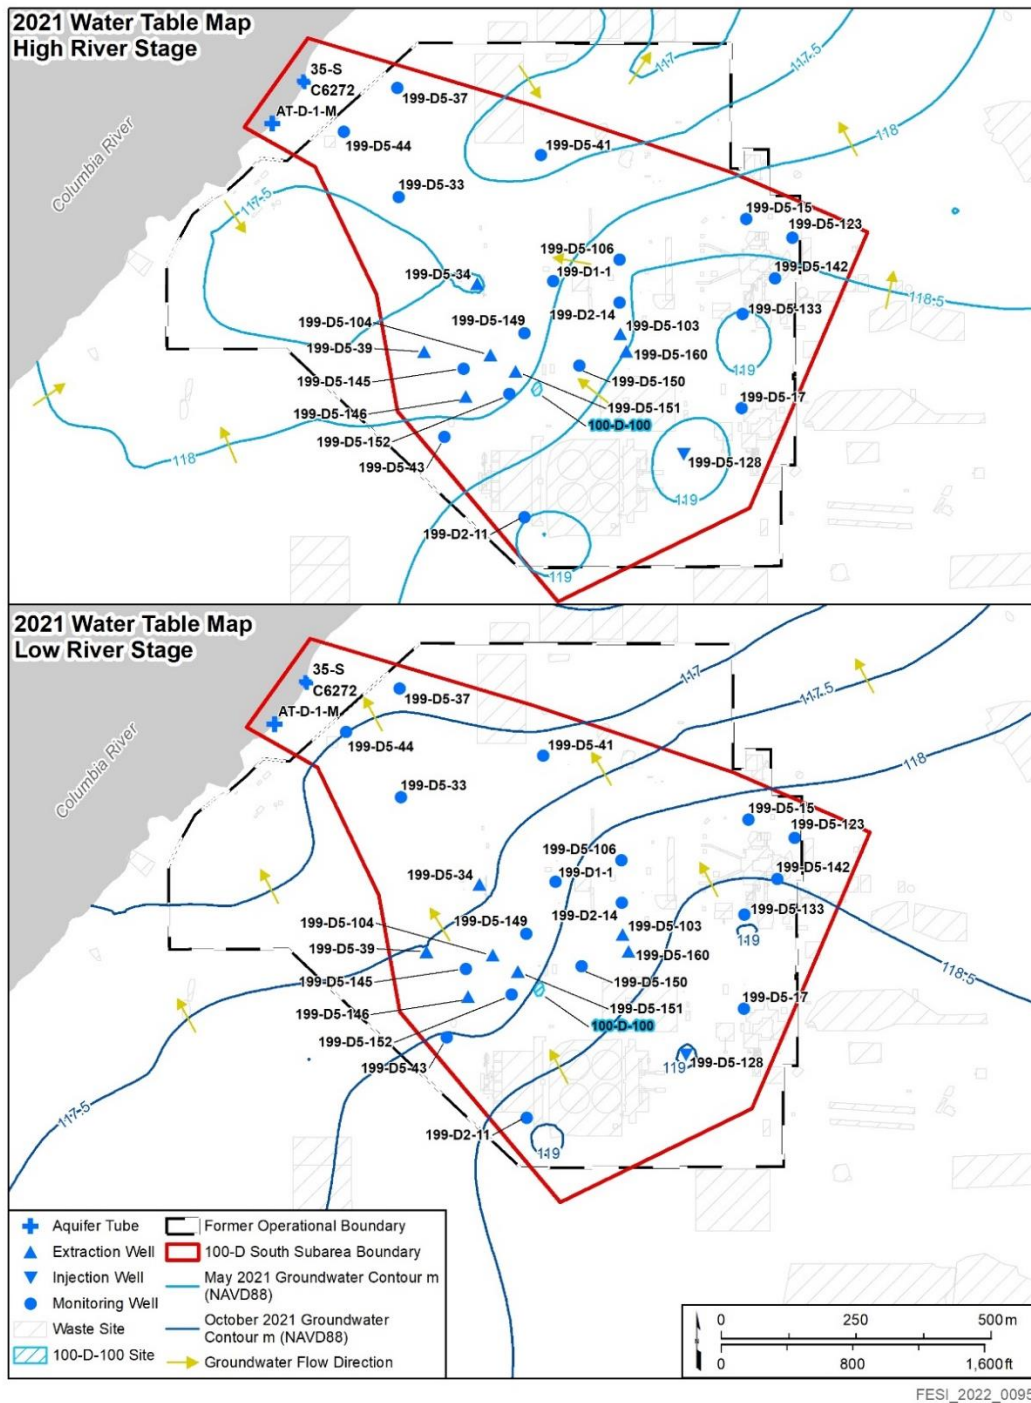 2021 Water Table Map
High River Stage
35-S
C6272
AT-D-1-M
199-D5-37
199-D5-44
199-D5-41
Columbia River
117
117.5
118
199-D5-33
117.5
199-D5-15
199-D5-123
199-D5-106
199-D5-34
199-D1-1
199-D5-142
118.5
199-D5-104
199-D5-149
199-D2-14
199-D5-133
199-D5-103
199-D5-39
199-D5-160
199-D5-145
119
199-D5-150
199-D5-146
199-D5-151
199-D5-17
199-D5-152
100-D-100
118
199-D5-43
199-D5-128
119
199-D2-11
119
2021 Water Table Map
Low River Stage
35-S
C6272
AT-D-1-M
199-D5-37
117
117.5
199-D5-44
199-D5-41
Columbia River
118
199-D5-33
199-D5-15
199-D5-123
199-D5-106
199-D5-34
199-D1-1
199-D5-142
199-D5-104
199-D5-149
199-D2-14
199-D5-133
199-D5-103
119
199-D5-39
199-D5-160
118.5
199-D5-145
199-D5-150
199-D5-146
199-D5-151
199-D5-17
199-D5-152
100-D-100
199-D5-43
119
199-D5-128
117.5
199-D2-11
119
Aquifer Tube
Extraction Well
Injection Well
Monitoring Well
Waste Site
100-D-100 Site
Former Operational Boundary
100-D South Subarea Boundary
May 2021 Groundwater Contour m
(NAVD88)
October 2021 Groundwater
Contour m (NAVD88)
Groundwater Flow Direction
0 250 500 m
0 800 1,600 ft
FESI_2022_0095